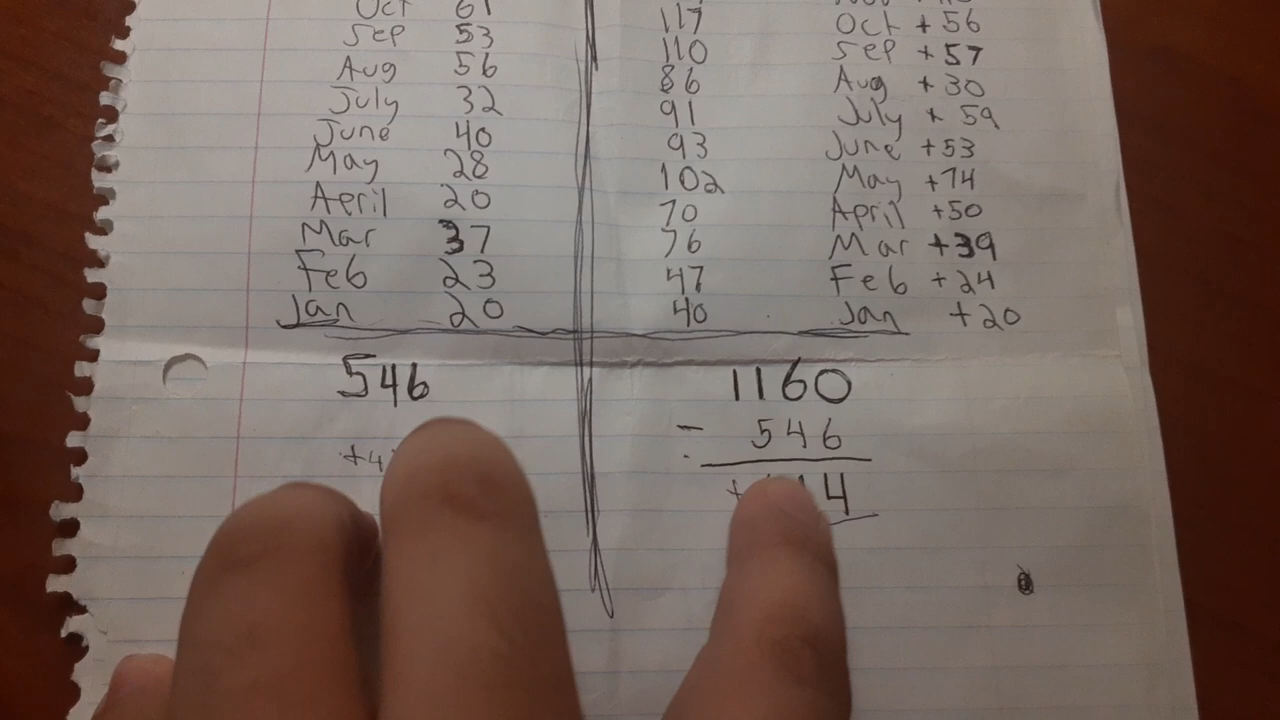 Oct 61 117 Oct + 56
Sep 53 110 Sep + 57
Aug 56 86 Aug + 30
July 32 91 July + 59
June 40 93 June +53
May 28 102 May +74
April 20 70 April +50
Mar 37 76 Mar +39
Feb 23 47 Feb +24
Jan 20 40 Jan +20
546 1160
- 546
+4
+ 4